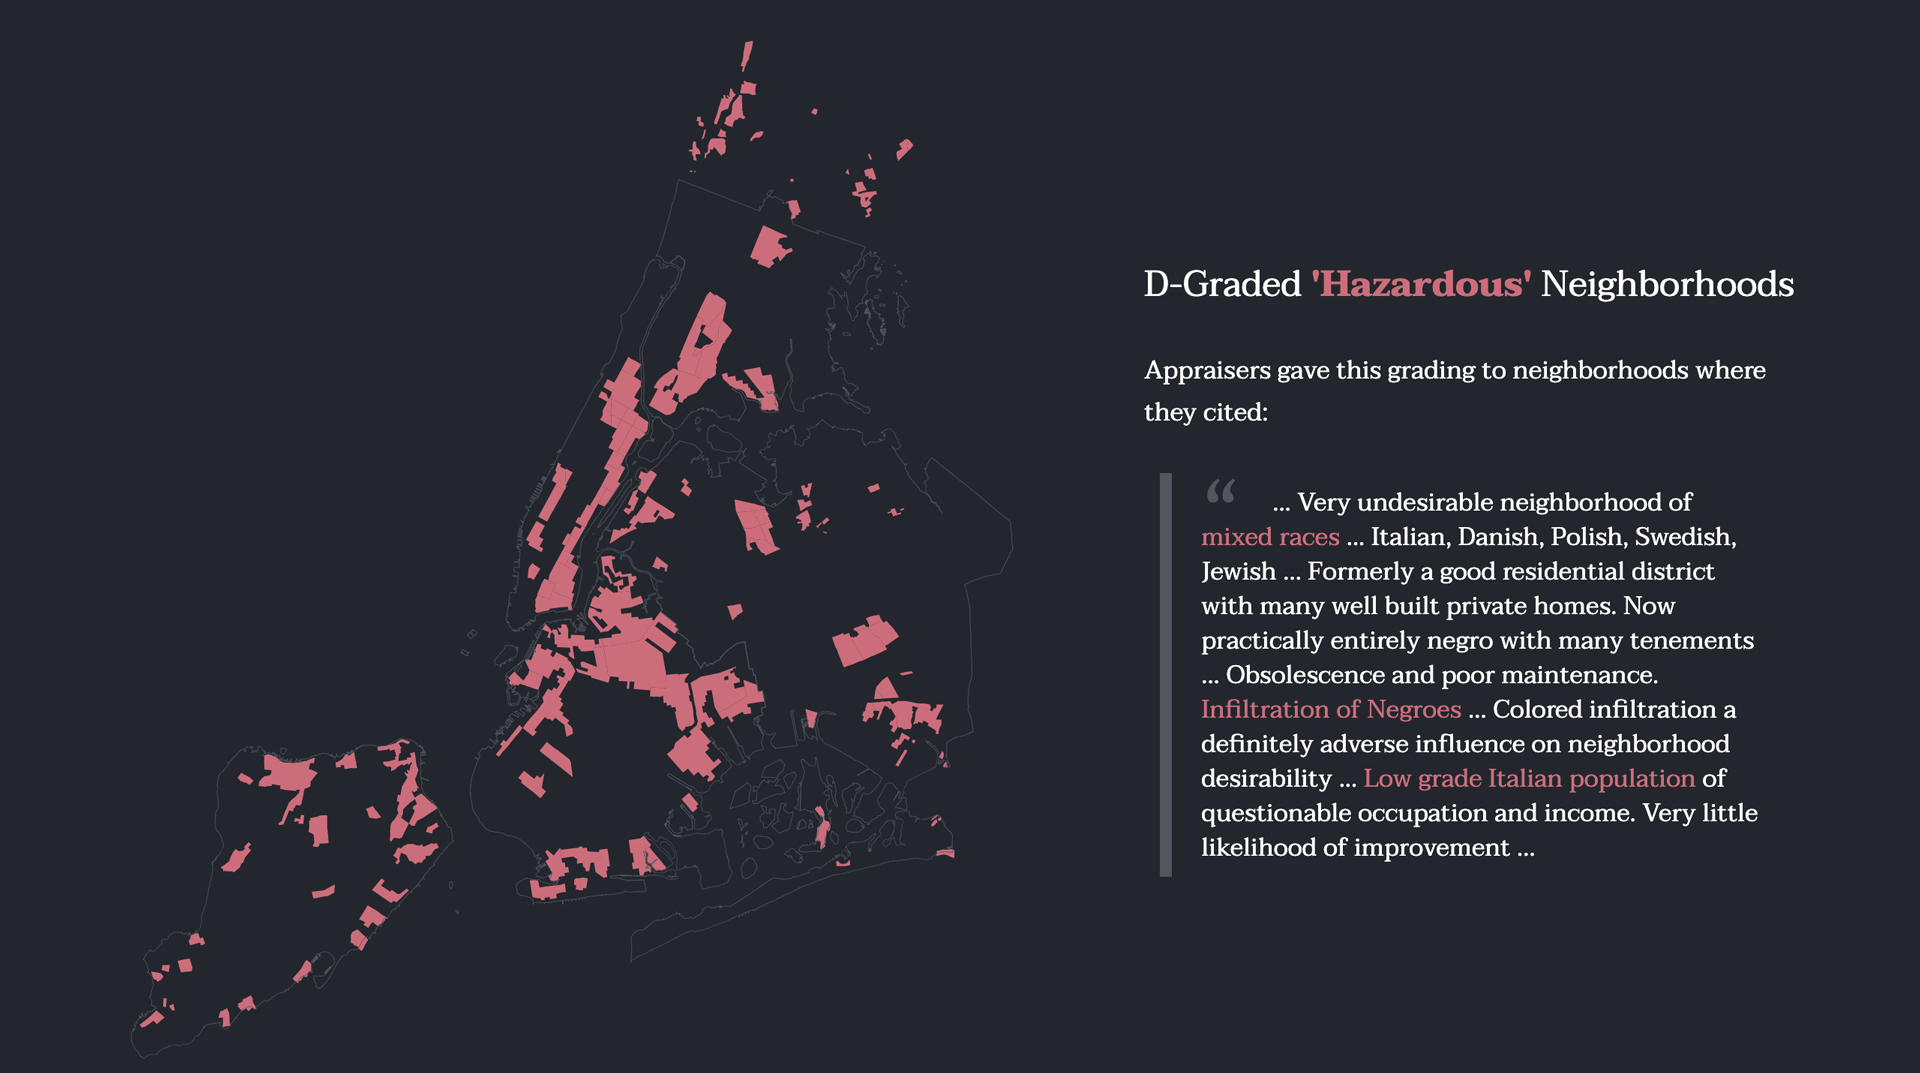 D-Graded 'Hazardous' Neighborhoods
Appraisers gave this grading to neighborhoods where
they cited:
“ ... Very undesirable neighborhood of
mixed races ... Italian, Danish, Polish, Swedish,
Jewish ... Formerly a good residential district
with many well built private homes. Now
practically entirely negro with many tenements
... Obsolescence and poor maintenance.
Infiltration of Negroes ... Colored infiltration a
definitely adverse influence on neighborhood
desirability ... Low grade Italian population of
questionable occupation and income. Very little
likelihood of improvement ...